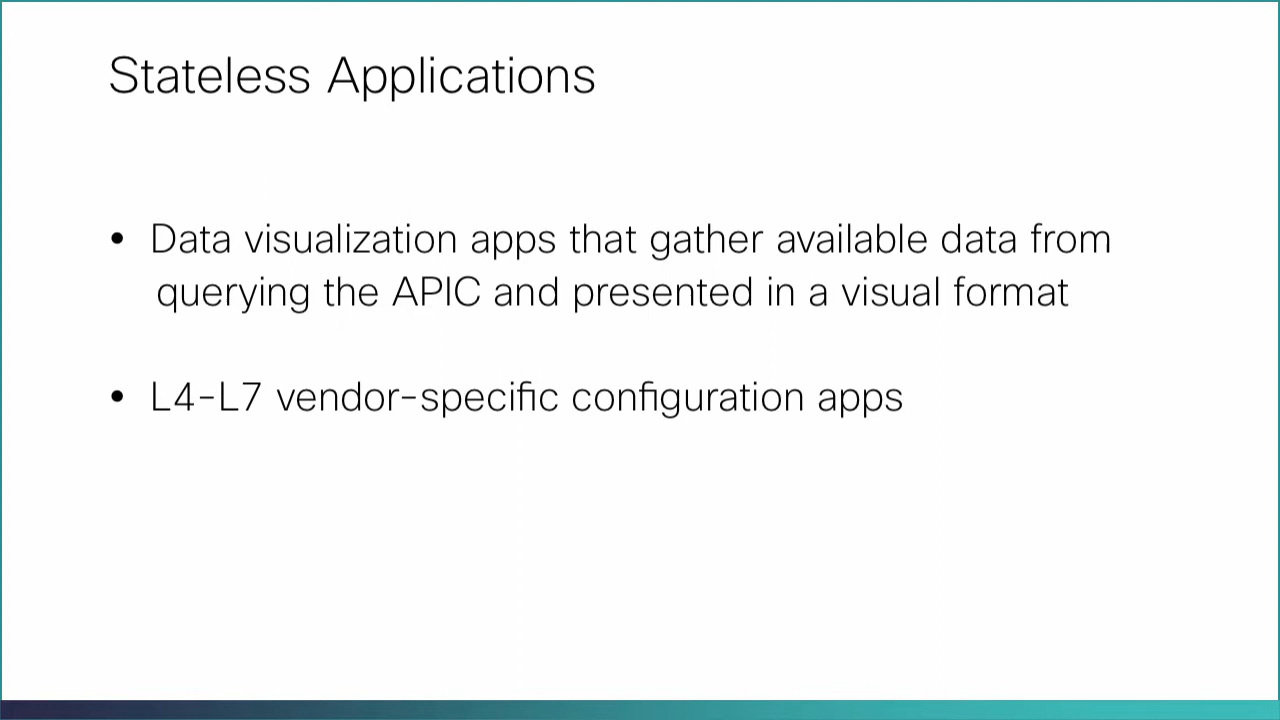 Stateless Applications
• Data visualization apps that gather available data from
querying the APIC and presented in a visual format
• L4-L7 vendor-specific configuration apps